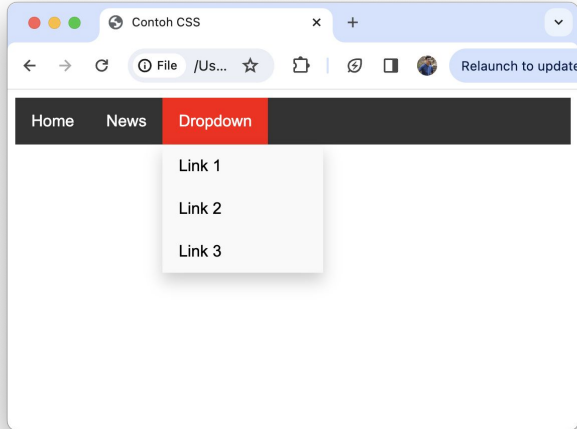 Contoh CSS
File /Us... Relaunch to update
Home News Dropdown
Link 1
Link 2
Link 3